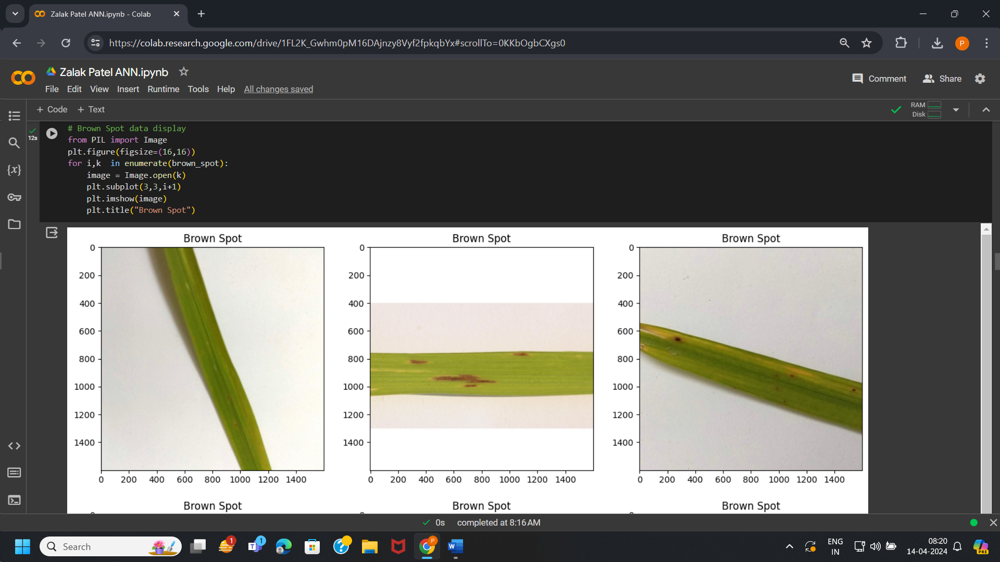 Zalak Patel ANN.ipynb - Colab
https://colab.research.google.com/drive/1FL2K_Gwhm0pM16DAjnzy8Vyf2fpkqbYx#scrollTo=0KKbOgbCXgs0
P
Zalak Patel ANN.ipynb
Comment Share
File Edit View Insert Runtime Tools Help All changes saved
+ Code + Text
RAM
Disk
12s
# Brown Spot data display
from PIL import Image
plt.figure(figsize=(16,16))
for i,k  in enumerate(brown_spot):
    image = Image.open(k)
    plt.subplot(3,3,i+1)
    plt.imshow(image)
    plt.title("Brown Spot")
Brown Spot Brown Spot Brown Spot
0 0 0
200 200 200
400 400 400
600 600 600
800 800 800
1000 1000 1000
1200 1200 1200
1400 1400 1400
0 200 400 600 800 1000 1200 1400 0 200 400 600 800 1000 1200 1400 0 200 400 600 800 1000 1200 1400
Brown Spot Brown Spot Brown Spot
0s completed at 8:16 AM
Search
1
1
P
ENG
IN
08:20
14-04-2024
PRE